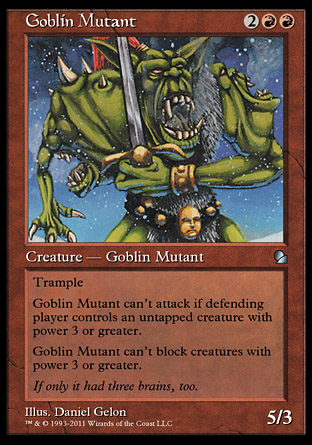 Goblin Mutant 2
Creature — Goblin Mutant
Trample
Goblin Mutant can't attack if defending
player controls an untapped creature with
power 3 or greater.
Goblin Mutant can't block creatures with
power 3 or greater.
If only it had three brains, too.
Illus. Daniel Gelon
™ & © 1993-2011 Wizards of the Coast LLC
5/3